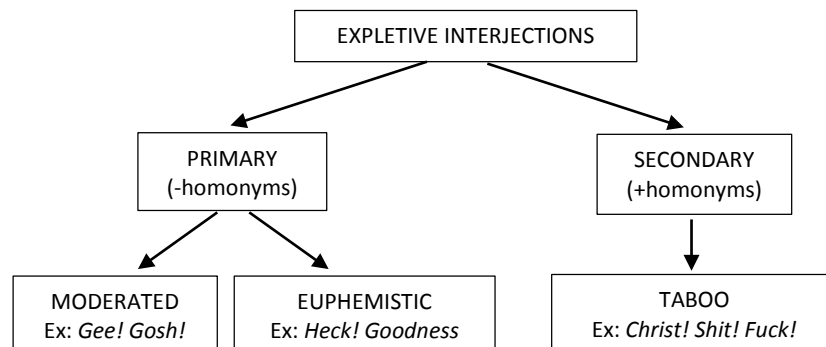 EXPLETIVE INTERJECTIONS
PRIMARY
(-homonyms)
SECONDARY
(+homonyms)
MODERATED
Ex: Gee! Gosh!
EUPHEMISTIC
Ex: Heck! Goodness
TABOO
Ex: Christ! Shit! Fuck!